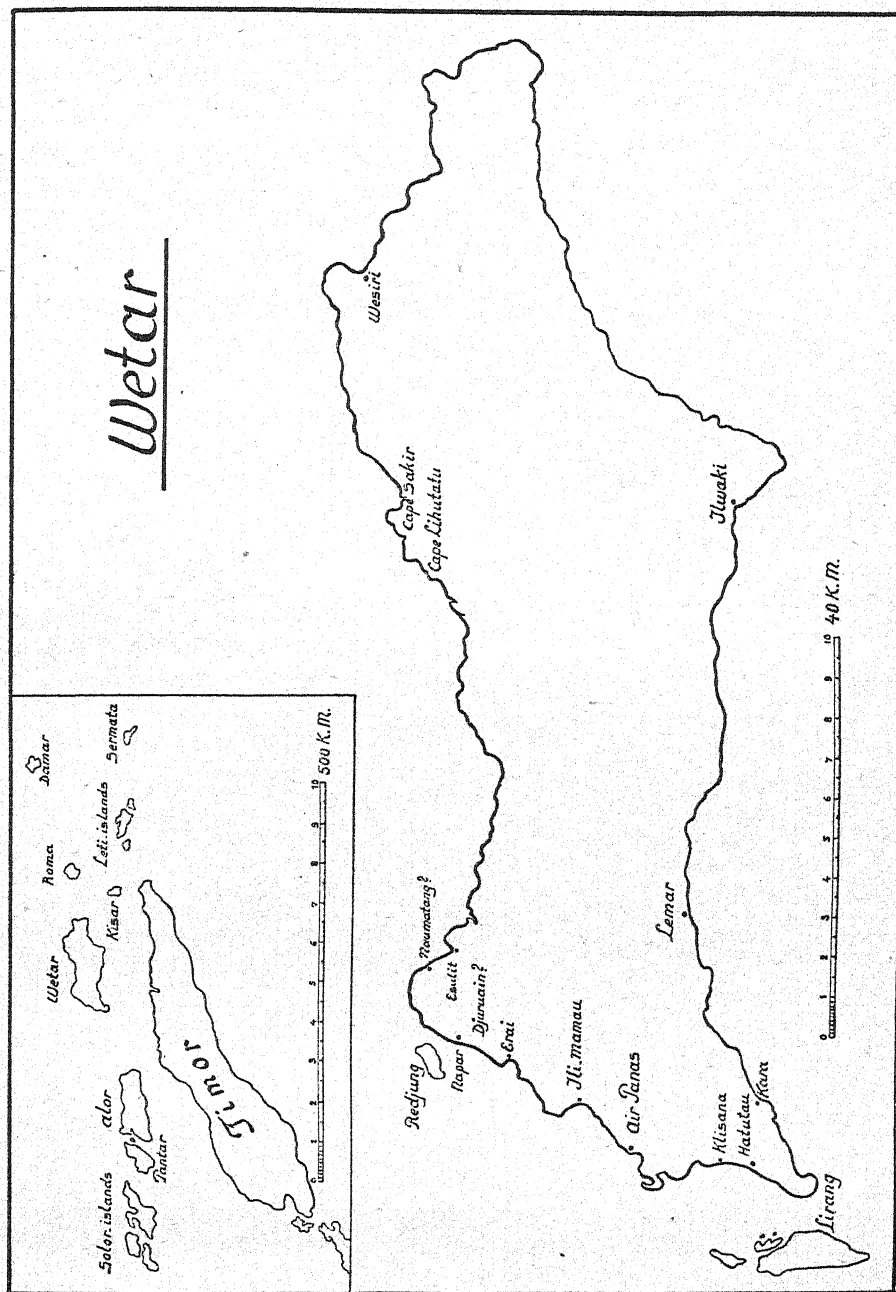 Wetar
Damar
Roma
Wetar
Leti islands
Sermata
Kisar
Alor
Solor islands
Pantar
Timor
0 1 2 3 4 5 6 7 8 9 10 500 K.M.
Wesiri
Cape Sakir
Cape Lihutatu
Noumatang?
Esulit
Djuruain?
Redjung
Napar
Erai
Ili.mamau
Air Panas
Klisana
Hatutau
Kava
Lirang
Lemar
Ilwaki
0 1 2 3 4 5 6 7 8 9 10 40 K.M.